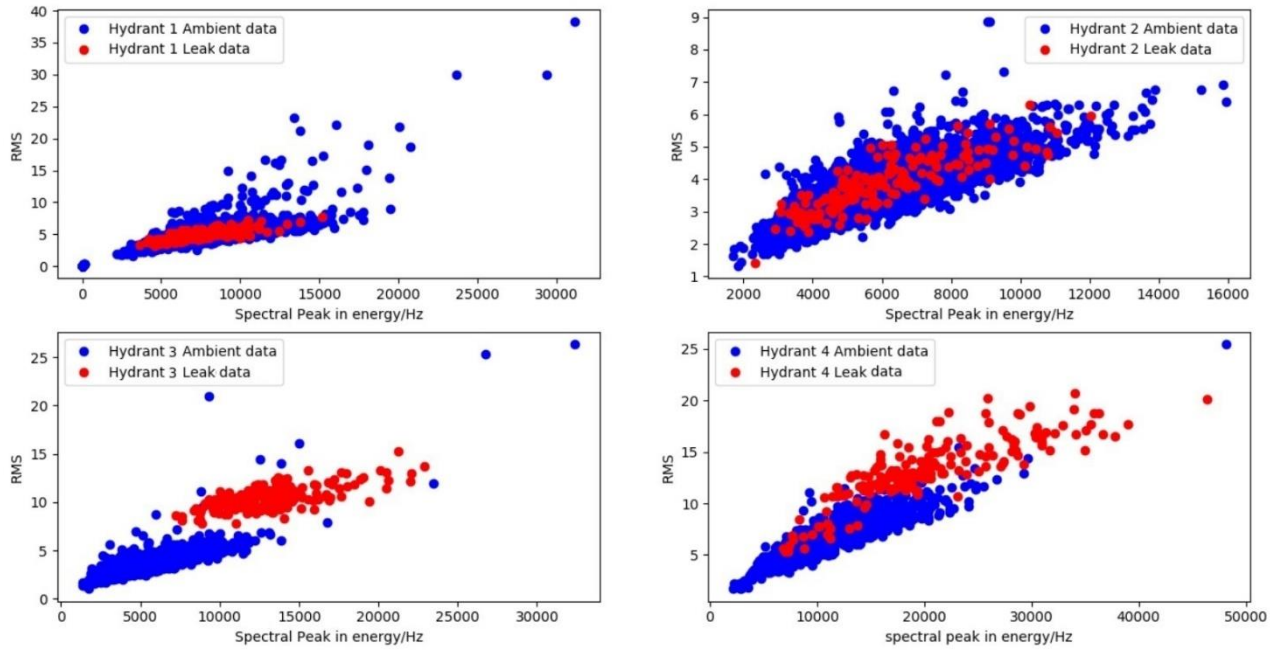 40
35
30
25
20
15
10
5
0
RMS
Hydrant 1 Ambient data
Hydrant 1 Leak data
0 5000 10000 15000 20000 25000 30000
Spectral Peak in energy/Hz
9
8
7
6
5
4
3
2
1
RMS
Hydrant 2 Ambient data
Hydrant 2 Leak data
2000 4000 6000 8000 10000 12000 14000 16000
Spectral Peak in energy/Hz
25
20
15
10
5
0
RMS
Hydrant 3 Ambient data
Hydrant 3 Leak data
0 5000 10000 15000 20000 25000 30000
Spectral Peak in energy/Hz
25
20
15
10
5
RMS
Hydrant 4 Ambient data
Hydrant 4 Leak data
0 10000 20000 30000 40000 50000
spectral peak in energy/Hz